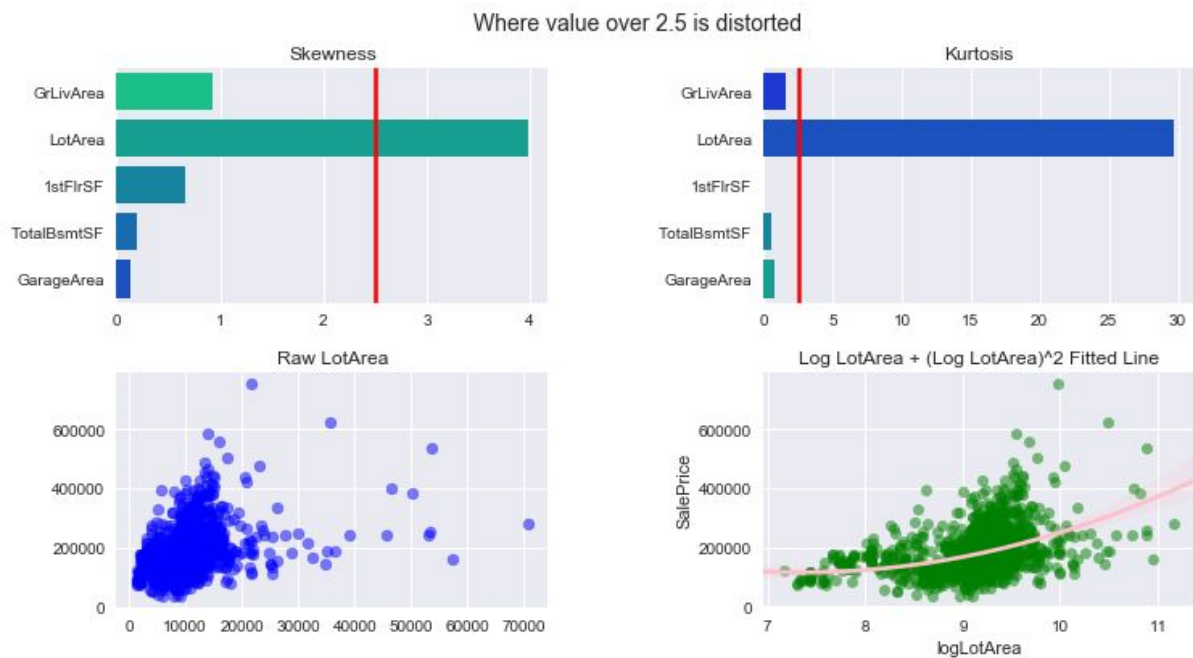 Where value over 2.5 is distorted
Skewness
GrLivArea
LotArea
1stFlrSF
TotalBsmtSF
GarageArea
0 1 2 3 4
Kurtosis
GrLivArea
LotArea
1stFlrSF
TotalBsmtSF
GarageArea
0 5 10 15 20 25 30
Raw LotArea
600000
400000
200000
0
0 10000 20000 30000 40000 50000 60000 70000
Log LotArea + (Log LotArea)^2 Fitted Line
SalePrice
600000
400000
200000
0
7 8 9 10 11
logLotArea